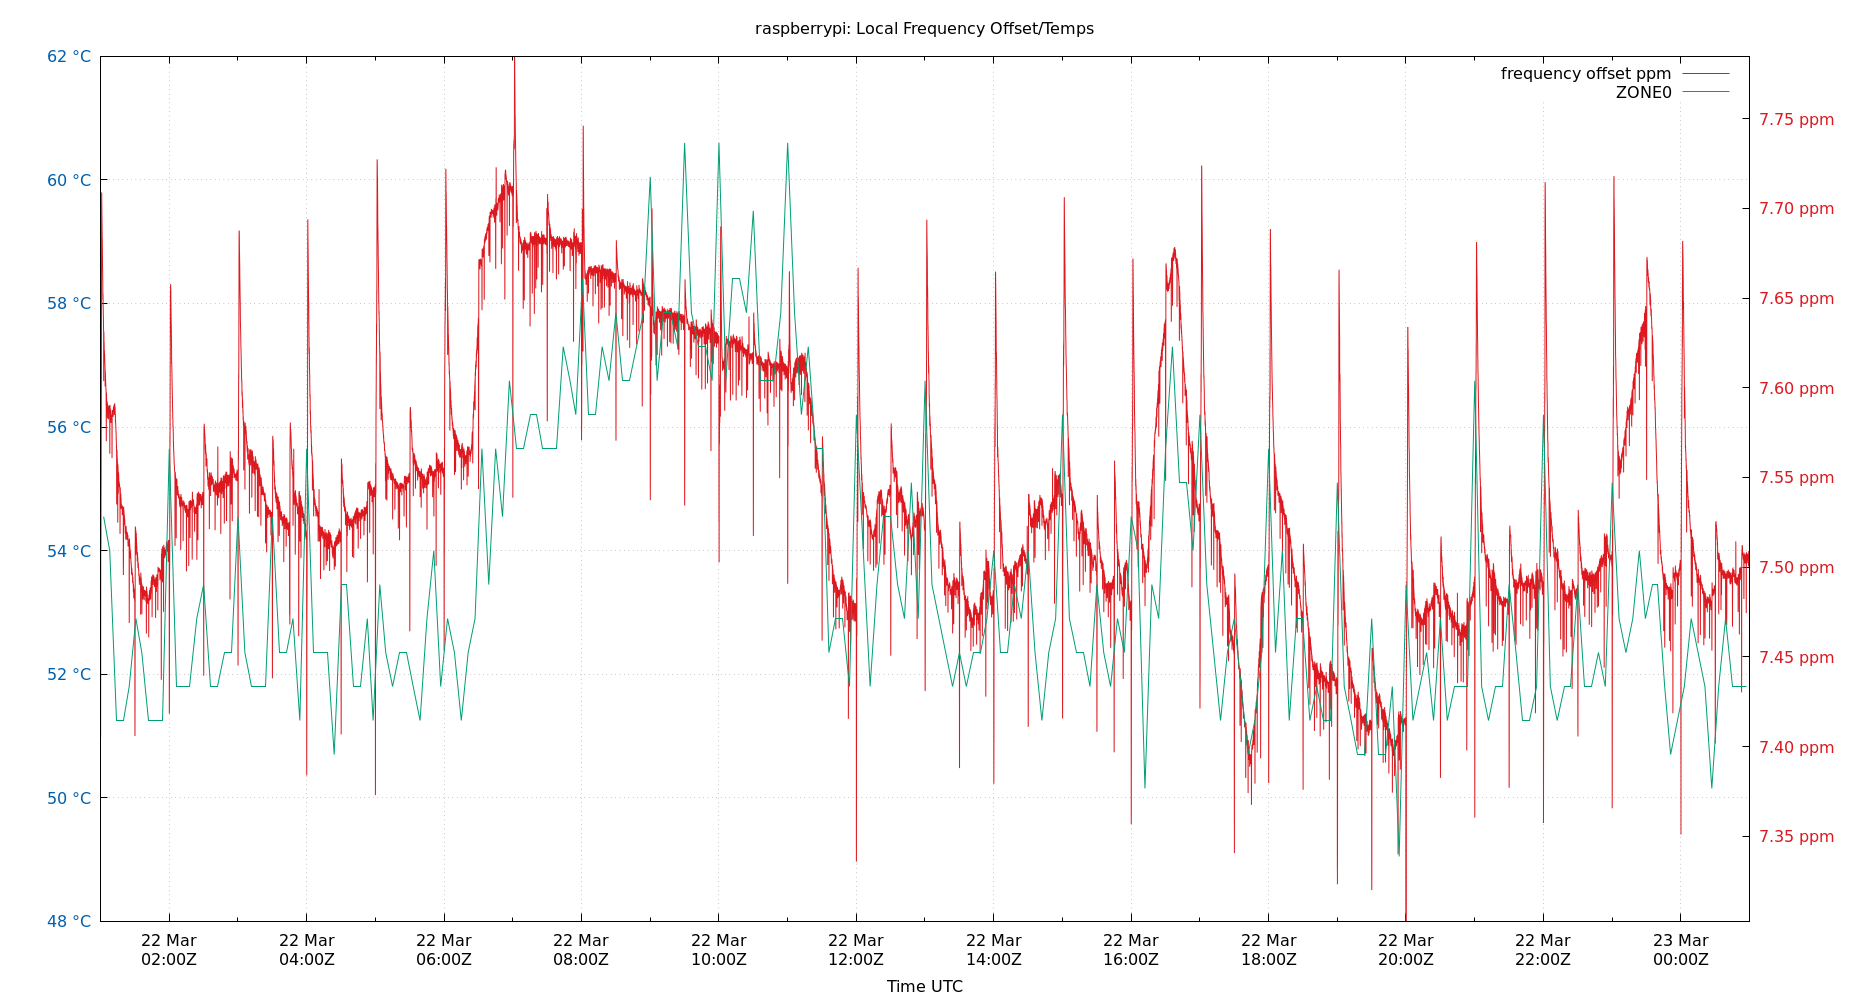 raspberrypi: Local Frequency Offset/Temps
62 °C
60 °C
58 °C
56 °C
54 °C
52 °C
50 °C
48 °C
frequency offset ppm
ZONE0
7.75 ppm
7.70 ppm
7.65 ppm
7.60 ppm
7.55 ppm
7.50 ppm
7.45 ppm
7.40 ppm
7.35 ppm
22 Mar 22 Mar 22 Mar 22 Mar 22 Mar 22 Mar 22 Mar 22 Mar 22 Mar 22 Mar 22 Mar 23 Mar
02:00Z 04:00Z 06:00Z 08:00Z 10:00Z 12:00Z 14:00Z 16:00Z 18:00Z 20:00Z 22:00Z 00:00Z
Time UTC